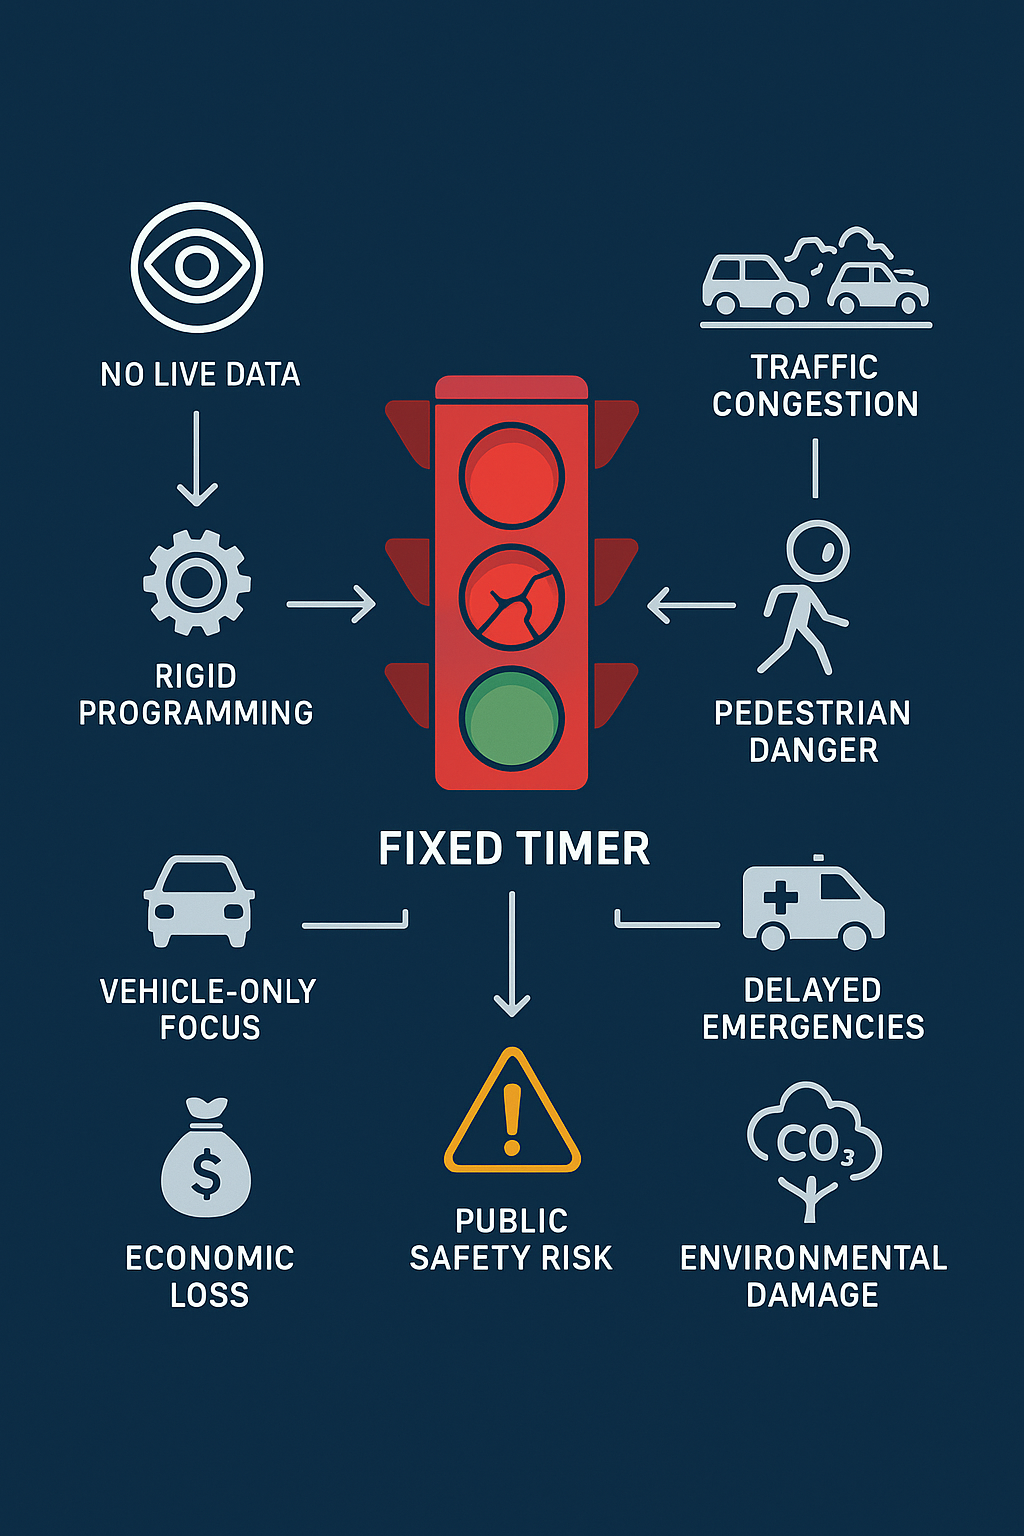 NO LIVE DATA
TRAFFIC
CONGESTION
RIGID
PROGRAMMING
PEDESTRIAN
DANGER
FIXED TIMER
VEHICLE-ONLY
FOCUS
DELAYED
EMERGENCIES
$
CO₃
PUBLIC
SAFETY RISK
ECONOMIC
LOSS
ENVIRONMENTAL
DAMAGE